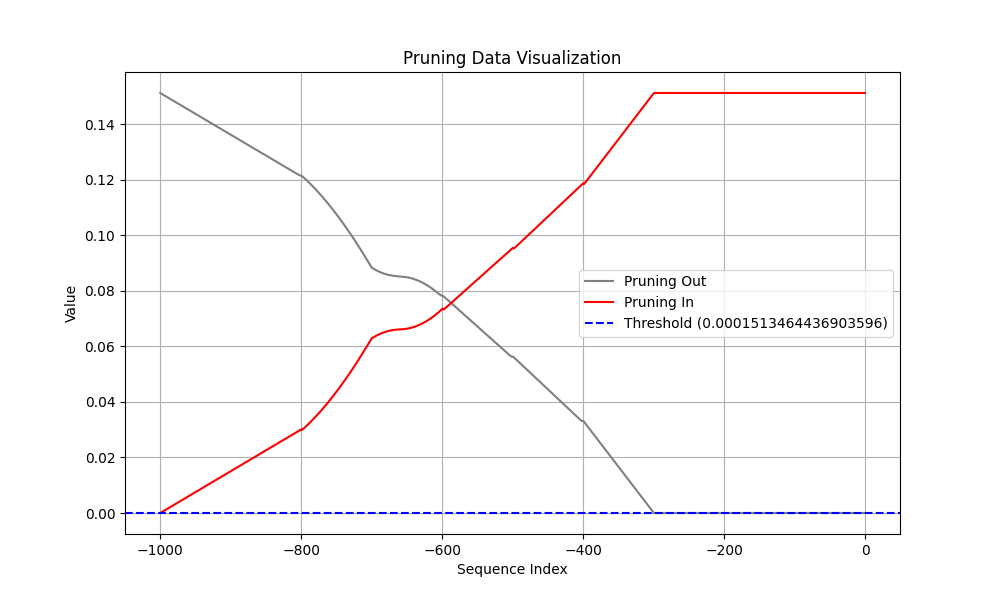 Pruning Data Visualization
Value
0.14
0.12
0.10
0.08
0.06
0.04
0.02
0.00
Pruning Out
Pruning In
Threshold (0.0001513464436903596)
−1000
−800
−600
−400
−200
0
Sequence Index